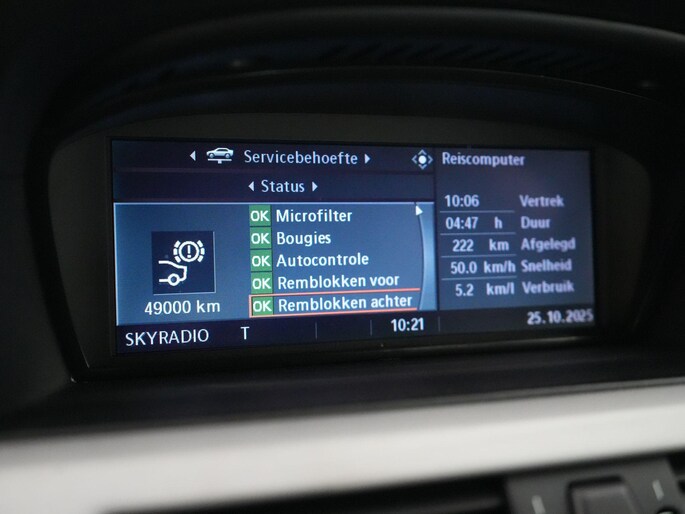 Servicebehoefte
Status
OK Microfilter
OK Bougies
OK Autocontrole
OK Remblokken voor
OK Remblokken achter
49000 km
SKYRADIO T 10:21
Reiscomputer
10:06 Vertrek
04:47 h Duur
222 km Afgelegd
50.0 km/h Snelheid
5.2 km/l Verbruik
25.10.2025